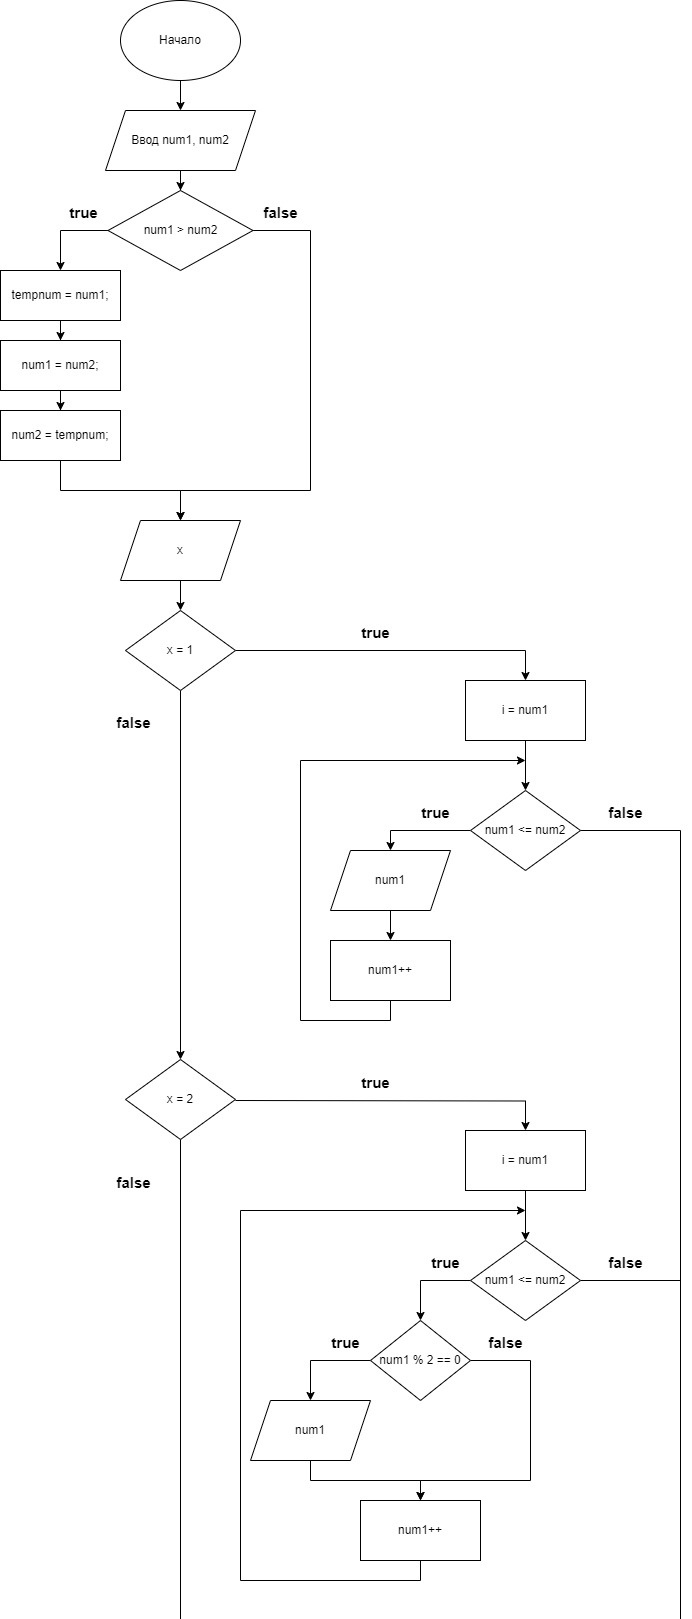 Начало
Ввод num1, num2
true
false
num1 > num2
tempnum = num1;
num1 = num2;
num2 = tempnum;
x
true
x = 1
false
i = num1
true
false
num1 <= num2
num1
num1++
true
x = 2
false
i = num1
true
false
num1 <= num2
true
false
num1 % 2 == 0
num1
num1++